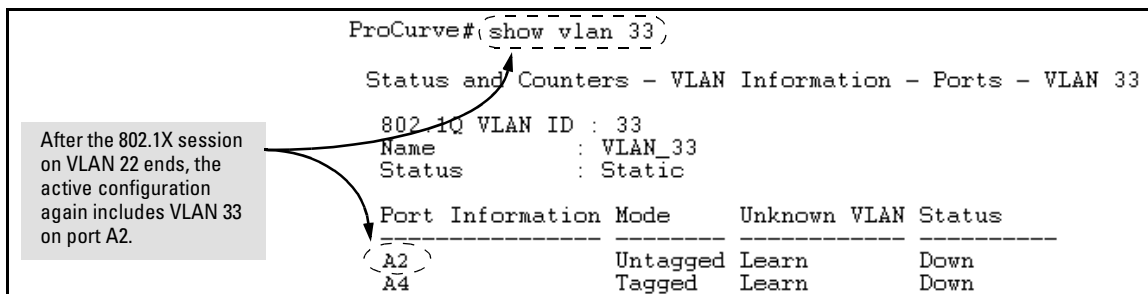 ProCurve# show vlan 33
Status and Counters - VLAN Information - Ports - VLAN 33
802.1Q VLAN ID : 33
Name : VLAN_33
Status : Static
Port Information Mode Unknown VLAN Status
---------------- -------- ------------ ----------
A2 Untagged Learn Down
A4 Tagged Learn Down
After the 802.1X session
on VLAN 22 ends, the
active configuration
again includes VLAN 33
on port A2.